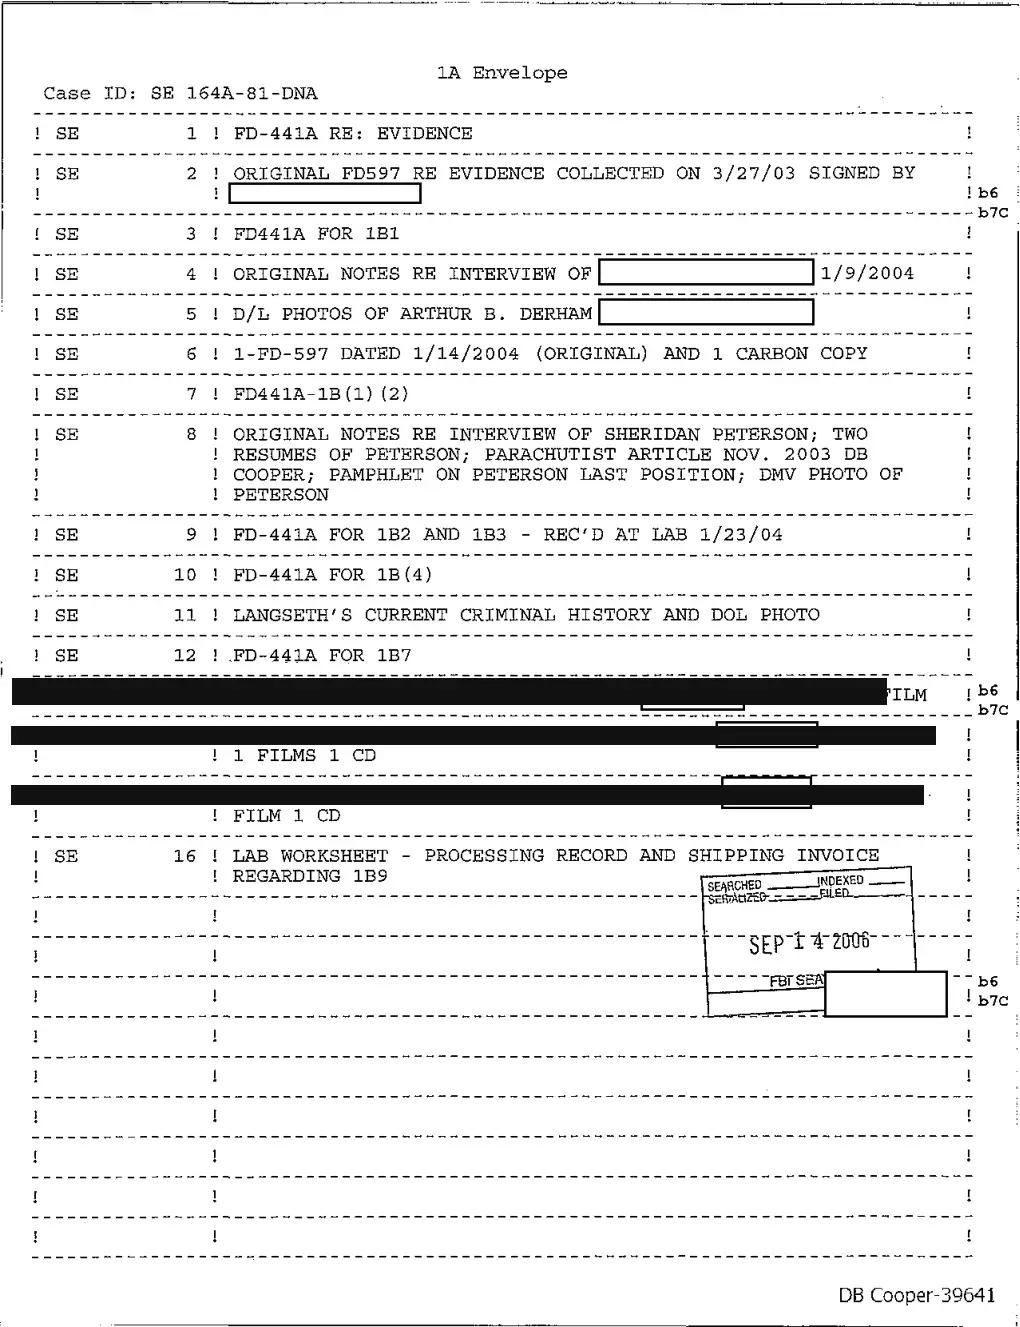 1A Envelope
Case ID: SE 164A-81-DNA
! SE 1 ! FD-441A RE: EVIDENCE !
! SE 2 ! ORIGINAL FD597 RE EVIDENCE COLLECTED ON 3/27/03 SIGNED BY !
! ! ! b6
b7C
! SE 3 ! FD441A FOR 1B1 !
! SE 4 ! ORIGINAL NOTES RE INTERVIEW OF 1/9/2004 !
! SE 5 ! D/L PHOTOS OF ARTHUR B. DERHAM !
! SE 6 ! 1-FD-597 DATED 1/14/2004 (ORIGINAL) AND 1 CARBON COPY !
! SE 7 ! FD441A-1B(1)(2) !
! SE 8 ! ORIGINAL NOTES RE INTERVIEW OF SHERIDAN PETERSON; TWO !
! ! RESUMES OF PETERSON; PARACHUTIST ARTICLE NOV. 2003 DB !
! ! COOPER; PAMPHLET ON PETERSON LAST POSITION; DMV PHOTO OF !
! ! PETERSON !
! SE 9 ! FD-441A FOR 1B2 AND 1B3 - REC'D AT LAB 1/23/04 !
! SE 10 ! FD-441A FOR 1B(4) !
! SE 11 ! LANGSETH'S CURRENT CRIMINAL HISTORY AND DOL PHOTO !
! SE 12 ! FD-441A FOR 1B7 !
FILM ! b6
b7C
!
! ! 1 FILMS 1 CD !
!
! ! FILM 1 CD !
! SE 16 ! LAB WORKSHEET - PROCESSING RECORD AND SHIPPING INVOICE !
! ! REGARDING 1B9 !
SEARCHED INDEXED
SERIALIZED FILED
SEP 14 2006
FBI SEA
b6
b7C
DB Cooper-39641